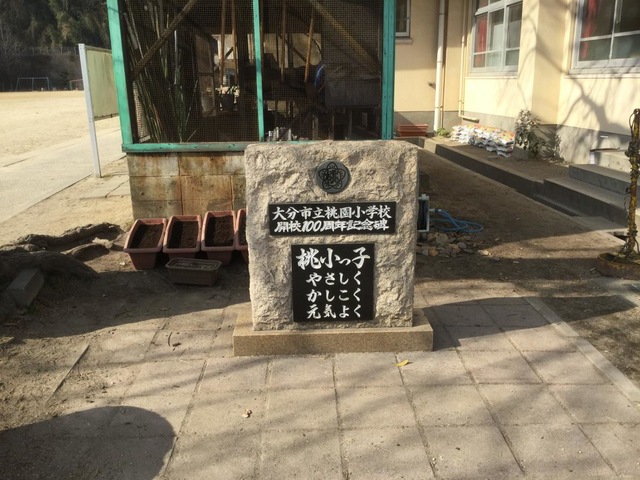 大分市立桃園小学校
開校100周年記念碑
桃小っ子
やさしく
かしこく
元気よく